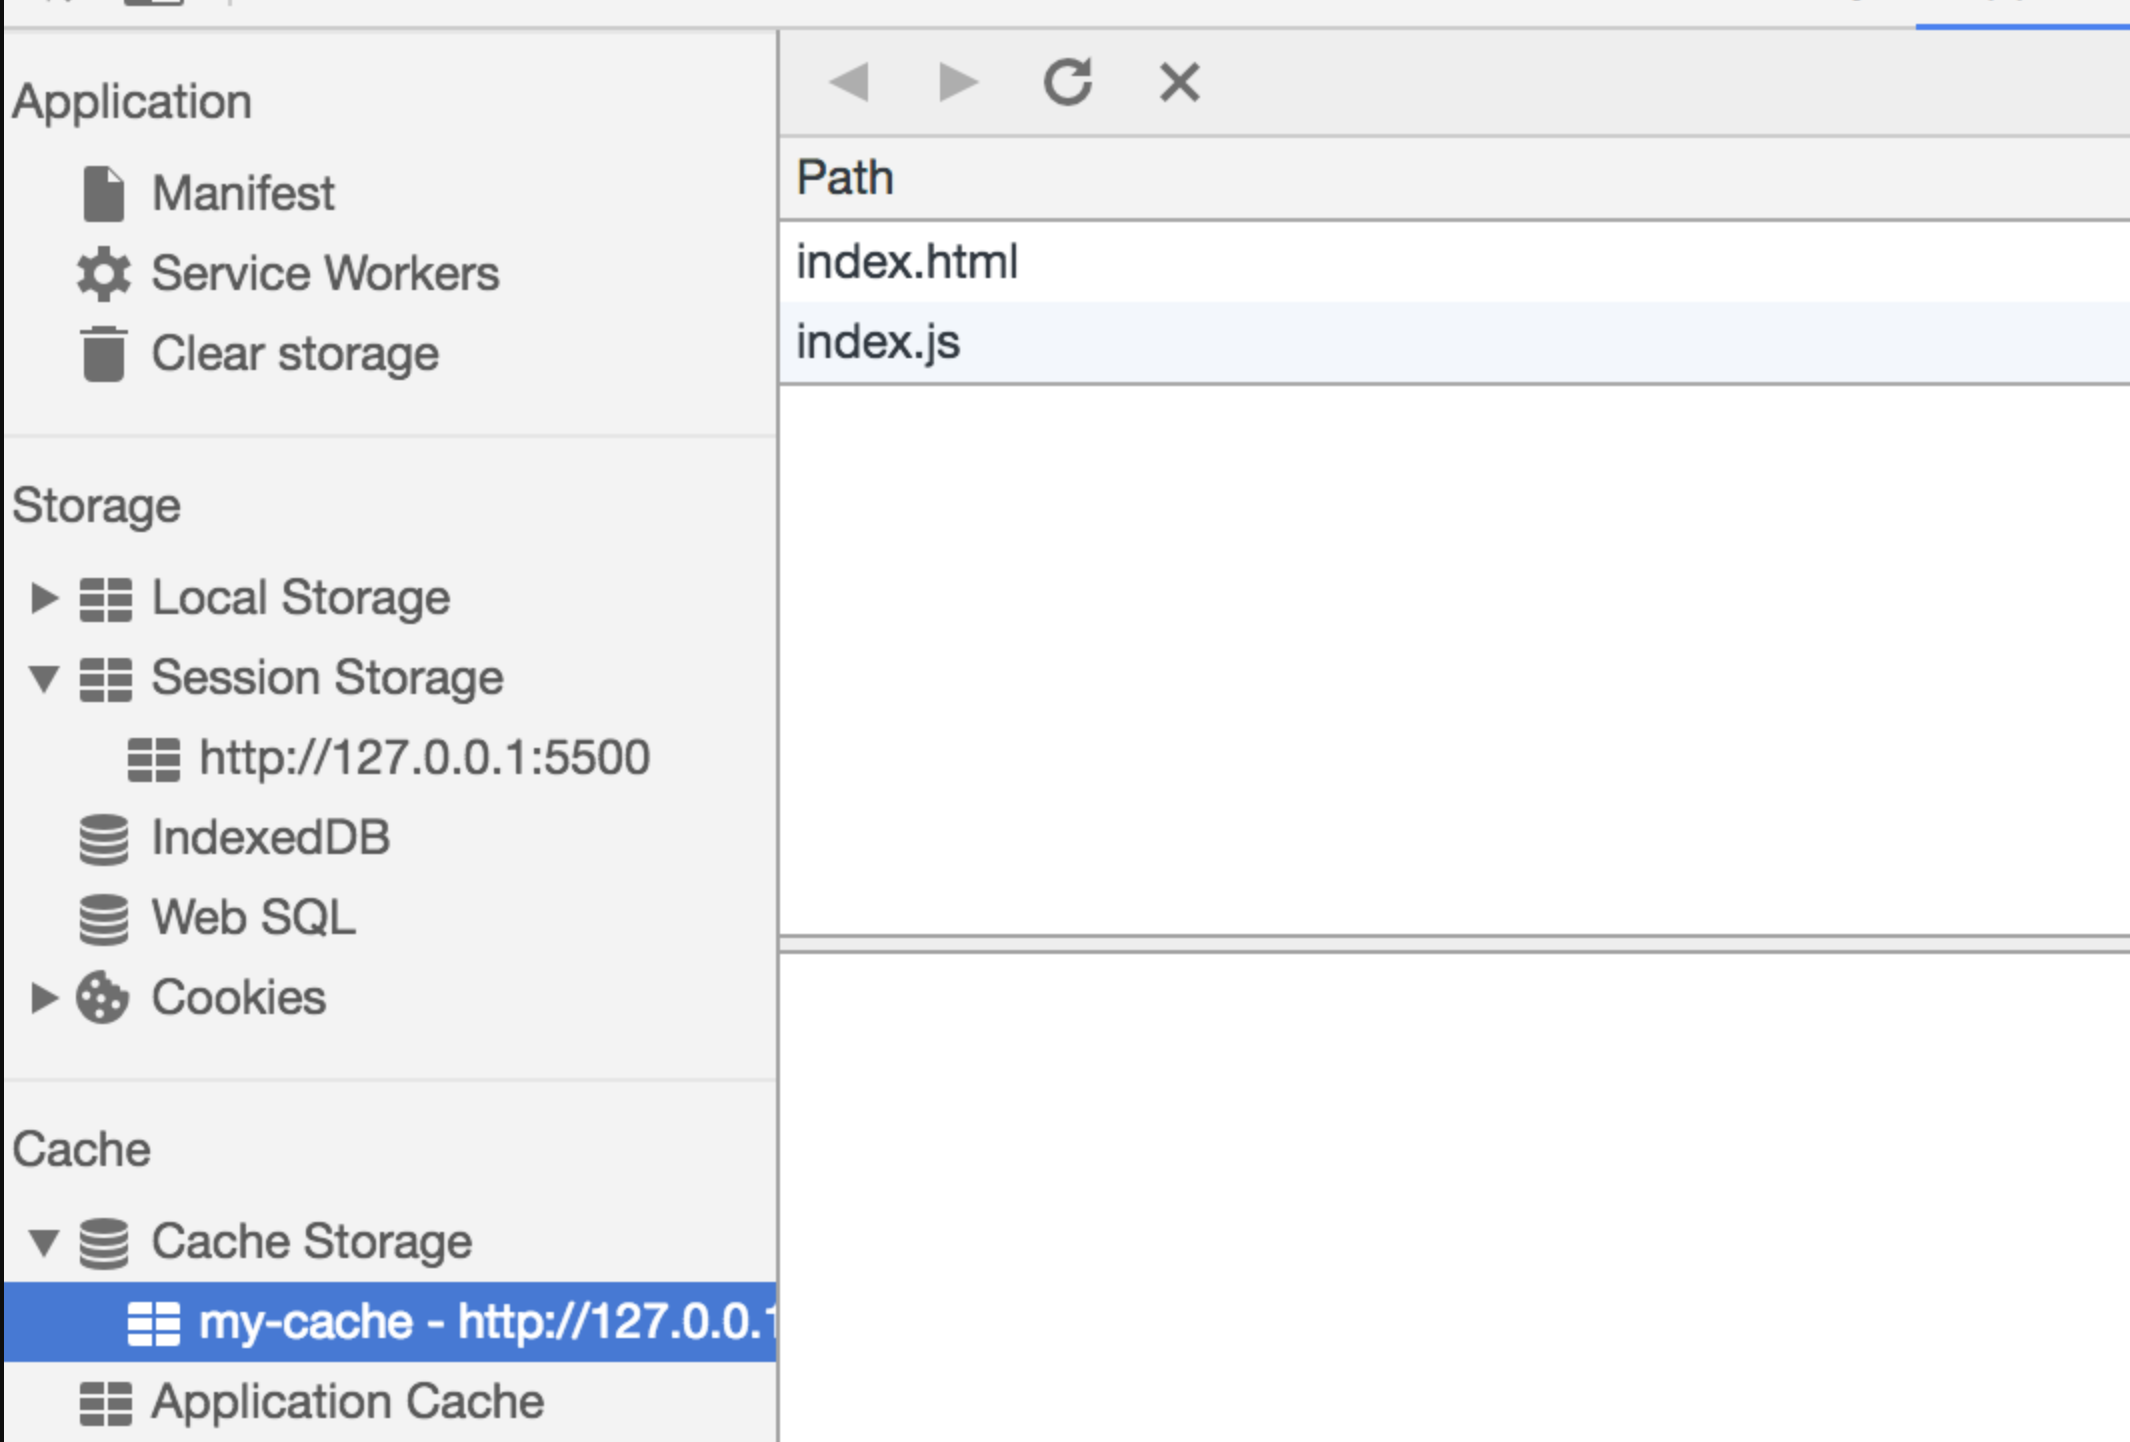 Application
Manifest
Service Workers
Clear storage
Storage
Local Storage
Session Storage
http://127.0.0.1:5500
IndexedDB
Web SQL
Cookies
Cache
Cache Storage
my-cache - http://127.0.0.1
Application Cache
Path
index.html
index.js